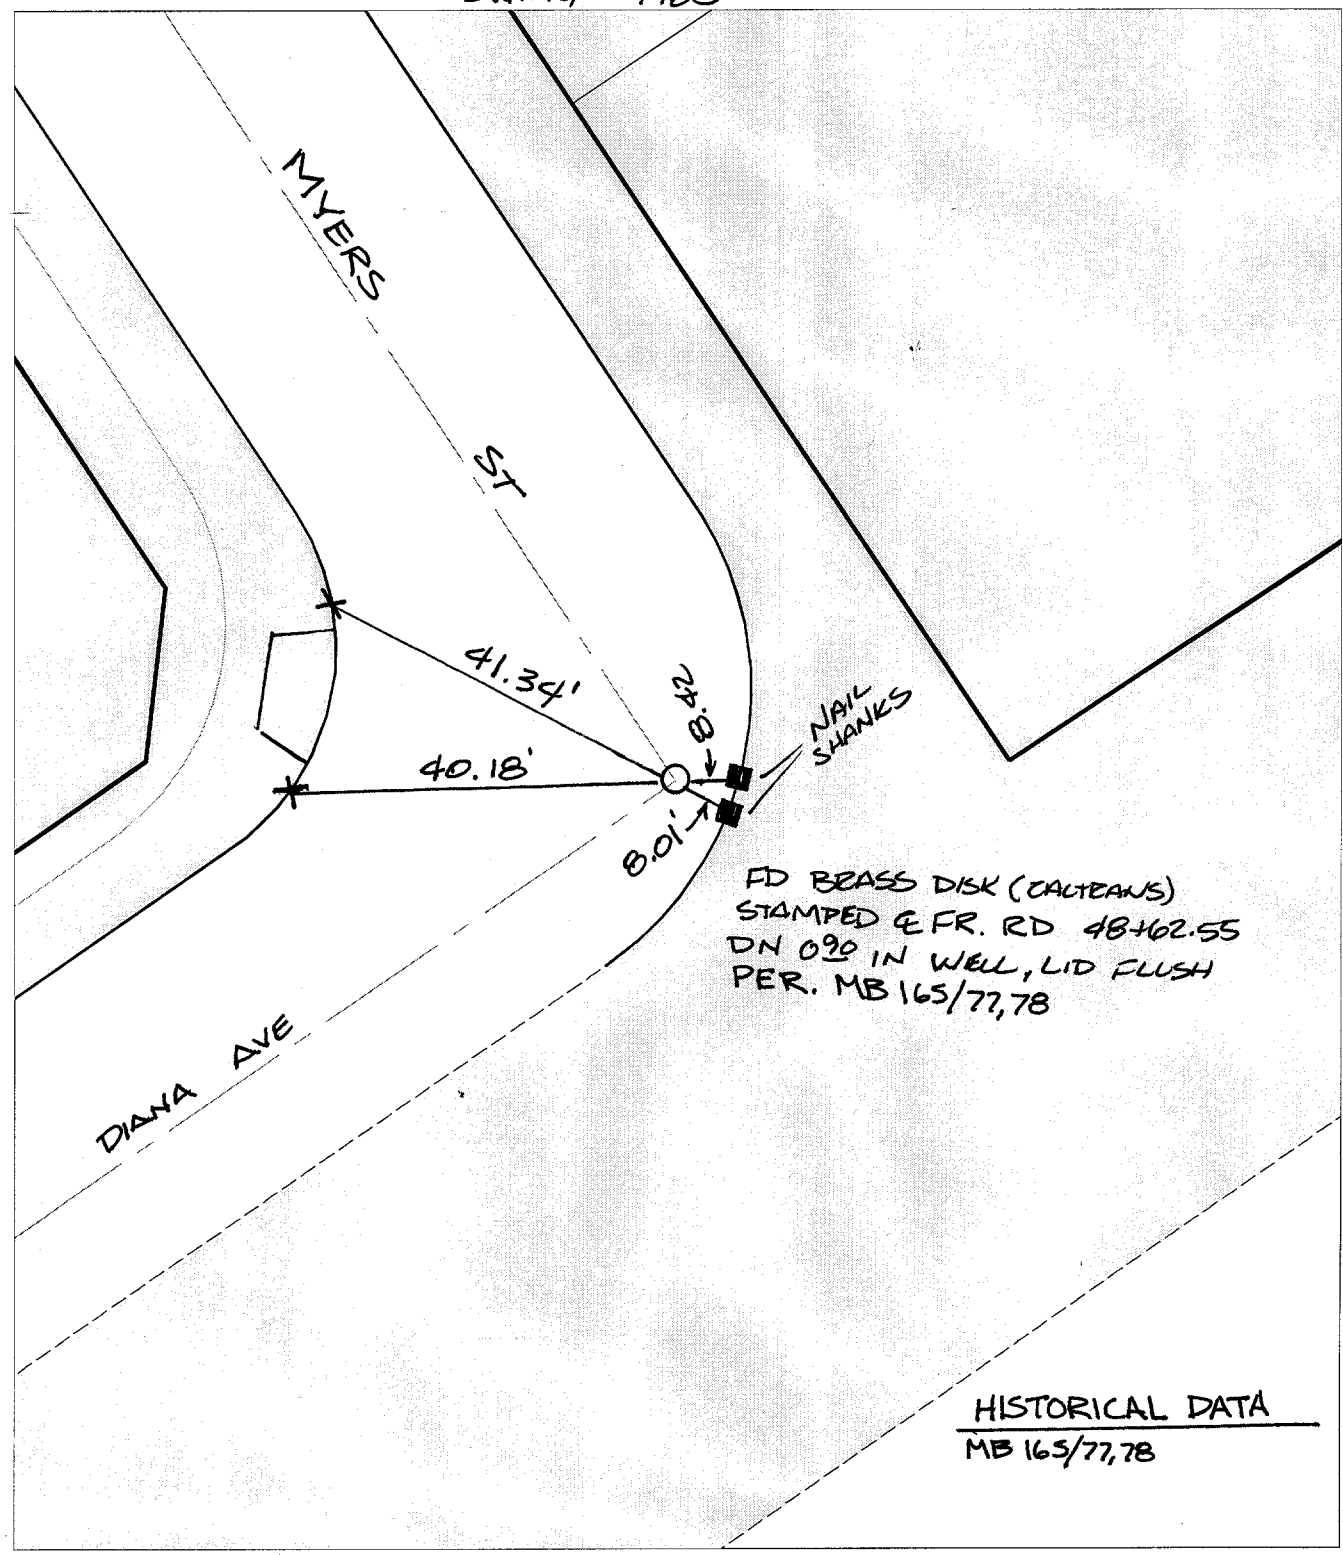 MYERS
ST
41.34'
8.42
40.18'
8.01'
NAIL
SHANKS
FD BRASS DISK (CALTRANS)
STAMPED ℄ FR. RD 48+62.55
DN 0.90 IN WELL, LID FLUSH
PER. MB 165/77,78
DIANA AVE
HISTORICAL DATA
MB 165/77,78